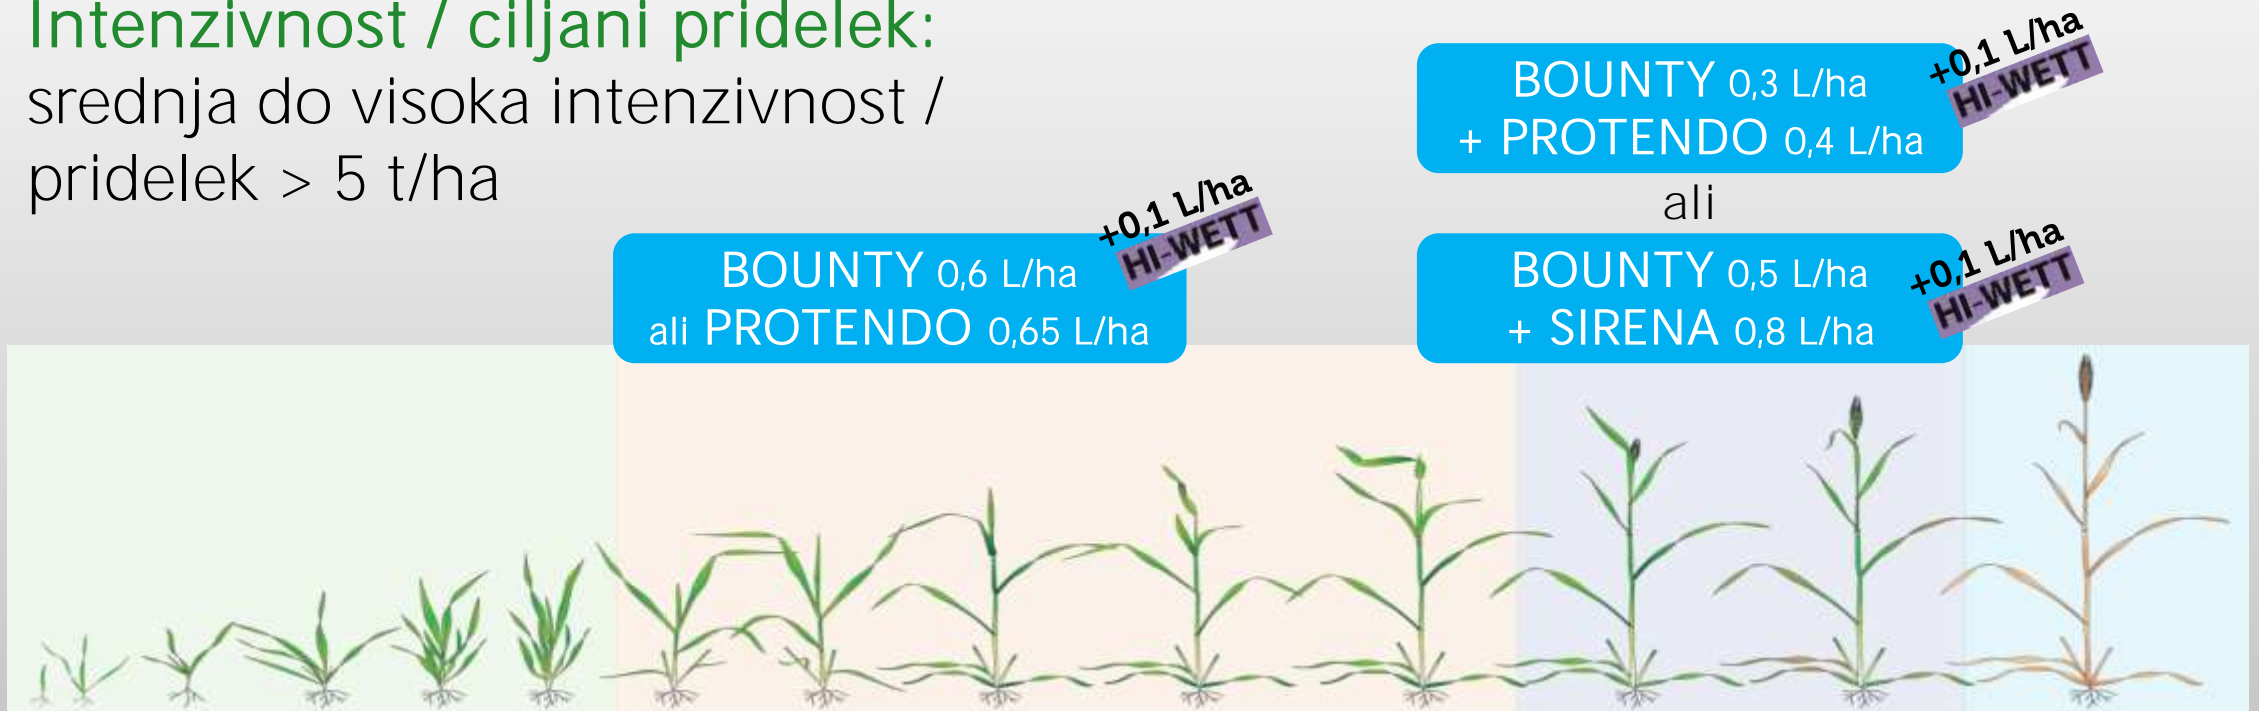 Intenzivnost / ciljani pridelek:
srednja do visoka intenzivnost /
pridelek > 5 t/ha
BOUNTY 0,6 L/ha
ali PROTENDO 0,65 L/ha
+0,1 L/ha
HI-WETT
BOUNTY 0,3 L/ha
+ PROTENDO 0,4 L/ha
+0,1 L/ha
HI-WETT
ali
BOUNTY 0,5 L/ha
+ SIRENA 0,8 L/ha
+0,1 L/ha
HI-WETT